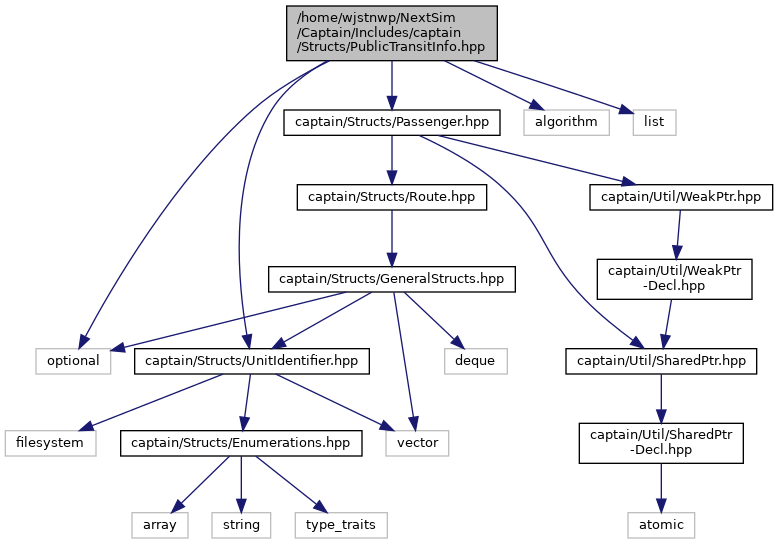 /home/wjstnwp/NextSim
/Captain/Includes/captain
/Structs/PublicTransitInfo.hpp
captain/Structs/Passenger.hpp
algorithm
list
captain/Structs/Route.hpp
captain/Util/WeakPtr.hpp
captain/Structs/GeneralStructs.hpp
captain/Util/WeakPtr
-Decl.hpp
optional
captain/Structs/UnitIdentifier.hpp
deque
captain/Util/SharedPtr.hpp
filesystem
captain/Structs/Enumerations.hpp
vector
captain/Util/SharedPtr
-Decl.hpp
array
string
type_traits
atomic